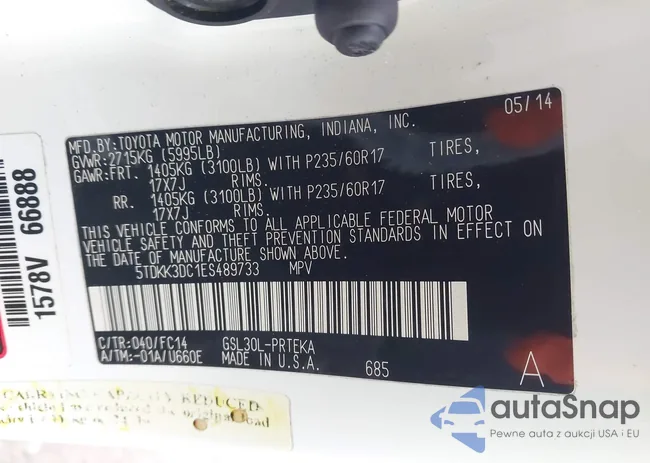 05/14
MFD.BY:TOYOTA MOTOR MANUFACTURING, INDIANA, INC.
GVWR:2715KG (5995LB)
GAWR:FRT. 1405KG (3100LB) WITH P235/60R17 TIRES,
17X7J RIMS.
RR. 1405KG (3100LB) WITH P235/60R17 TIRES,
17X7J RIMS.
THIS VEHICLE CONFORMS TO ALL APPLICABLE FEDERAL MOTOR
VEHICLE SAFETY AND THEFT PREVENTION STANDARDS IN EFFECT ON
THE DATE OF MANUFACTURE SHOWN ABOVE.
5TDKK3DC1ES489733 MPV
C/TR:040/FC14 GSL30L-PRTEKA
A/TM:-01A/U660E MADE IN U.S.A. 685 A
1578V 66888
REDUCED
original load
autaSnap
Pewne auta z aukcji USA i EU